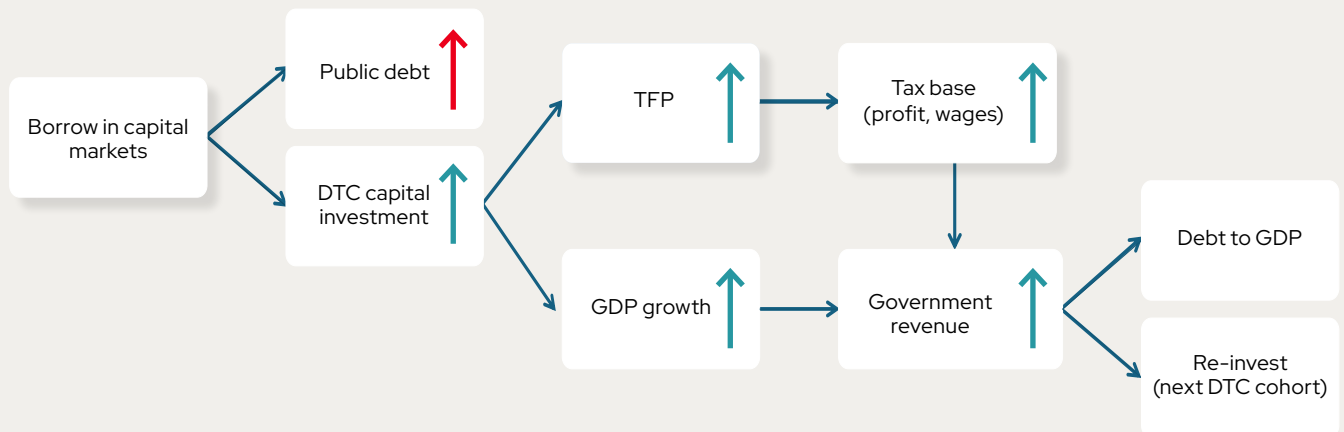 Borrow in capital
markets
Public debt
DTC capital
investment
TFP
GDP growth
Tax base
(profit, wages)
Government
revenue
Debt to GDP
Re-invest
(next DTC cohort)